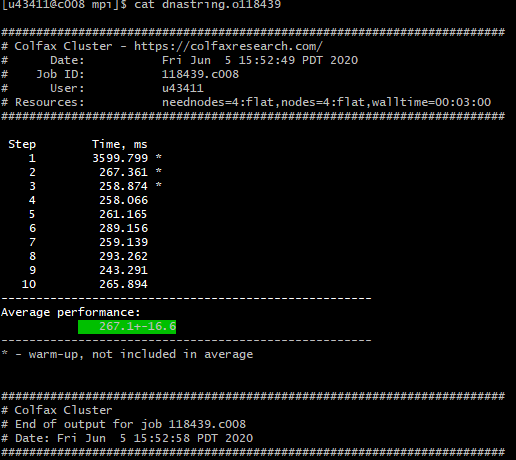 [u43411@c008 mpi]$ cat dnastring.o118439

########################################################################
# Colfax Cluster - https://colfaxresearch.com/
#      Date:           Fri Jun  5 15:52:49 PDT 2020
#    Job ID:           118439.c008
#      User:           u43411
# Resources:           neednodes=4:flat,nodes=4:flat,walltime=00:03:00
########################################################################

 Step        Time, ms
    1        3599.799 *
    2         267.361 *
    3         258.874 *
    4         258.066
    5         261.165
    6         289.156
    7         259.139
    8         293.262
    9         243.291
   10         265.894
-----------------------------------------------------
Average performance:
              267.1+-16.6
-----------------------------------------------------
* - warm-up, not included in average


########################################################################
# Colfax Cluster
# End of output for job 118439.c008
# Date: Fri Jun  5 15:52:58 PDT 2020
########################################################################